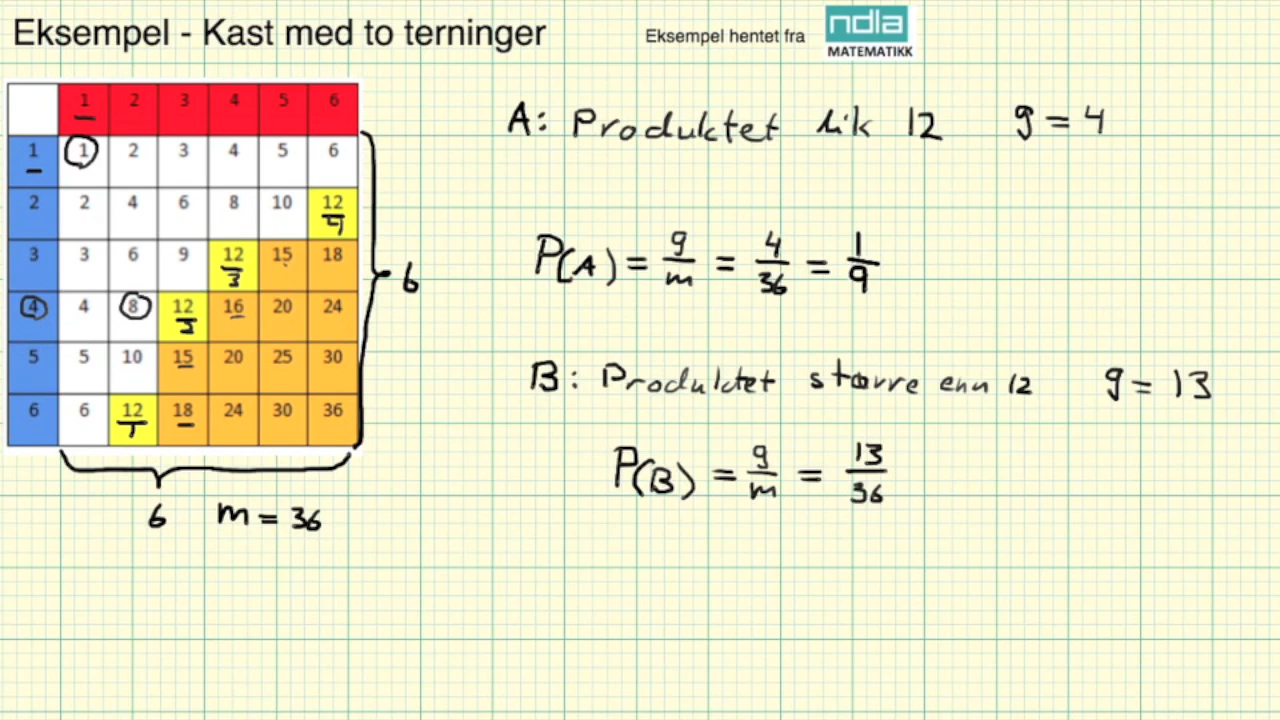 Eksempel - Kast med to terninger
Eksempel hentet fra
ndla
MATEMATIKK
1 2 3 4 5 6
1 1 2 3 4 5 6
2 2 4 6 8 10 12
3 3 6 9 12 15 18
4 4 8 12 16 20 24
5 5 10 15 20 25 30
6 6 12 18 24 30 36
6
6 m = 36
A: Produktet lik 12 g = 4
P(A) = g/m = 4/36 = 1/9
B: Produktet større enn 12 g = 13
P(B) = g/m = 13/36